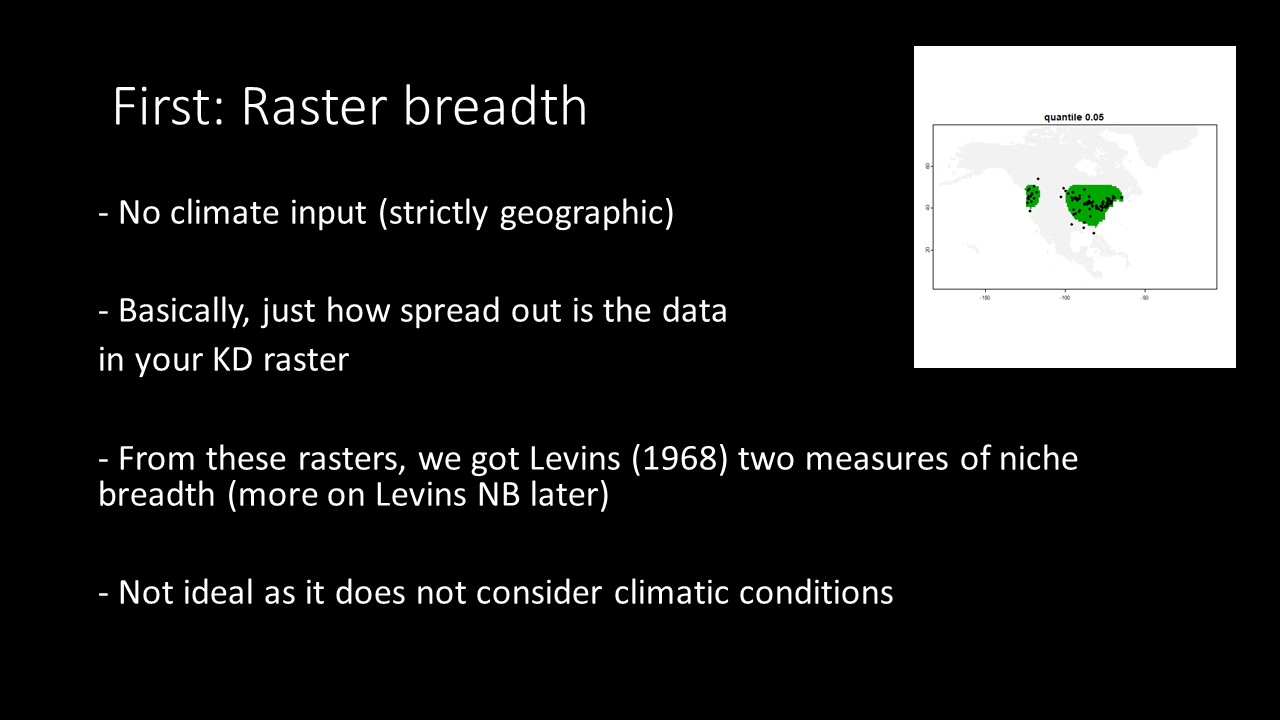 First: Raster breadth
- No climate input (strictly geographic)
- Basically, just how spread out is the data
in your KD raster
- From these rasters, we got Levins (1968) two measures of niche
breadth (more on Levins NB later)
- Not ideal as it does not consider climatic conditions
quantile 0.05
60
40
20
-150
-100
-50